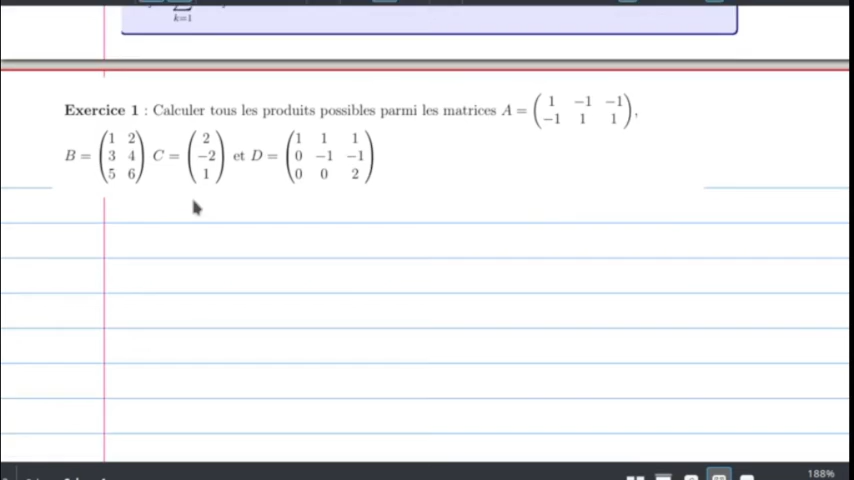 k=1
Exercice 1 : Calculer tous les produits possibles parmi les matrices A = ( 1 −1 −1
−1 1 1 ),
B = ( 1 2
3 4
5 6 ) C = ( 2
−2
1 ) et D = ( 1 1 1
0 −1 −1
0 0 2 )
188%